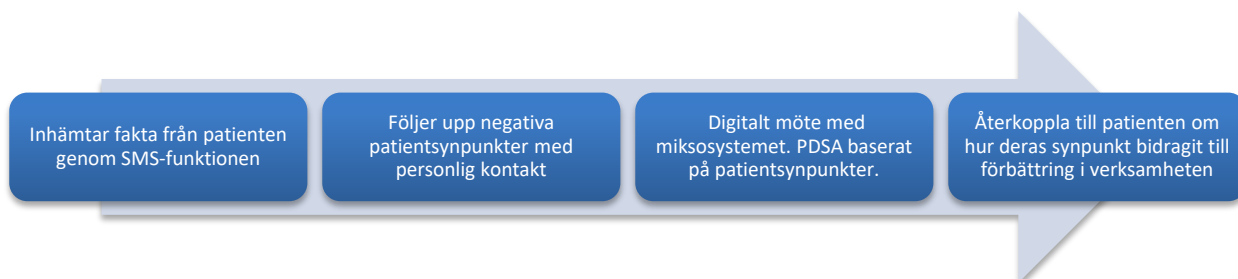 Inhämtar fakta från patienten
genom SMS-funktionen
Följer upp negativa
patientsynpunkter med
personlig kontakt
Digitalt möte med
miksosystemet. PDSA baserat
på patientsynpunkter.
Återkoppla till patienten om
hur deras synpunkt bidragit till
förbättring i verksamheten